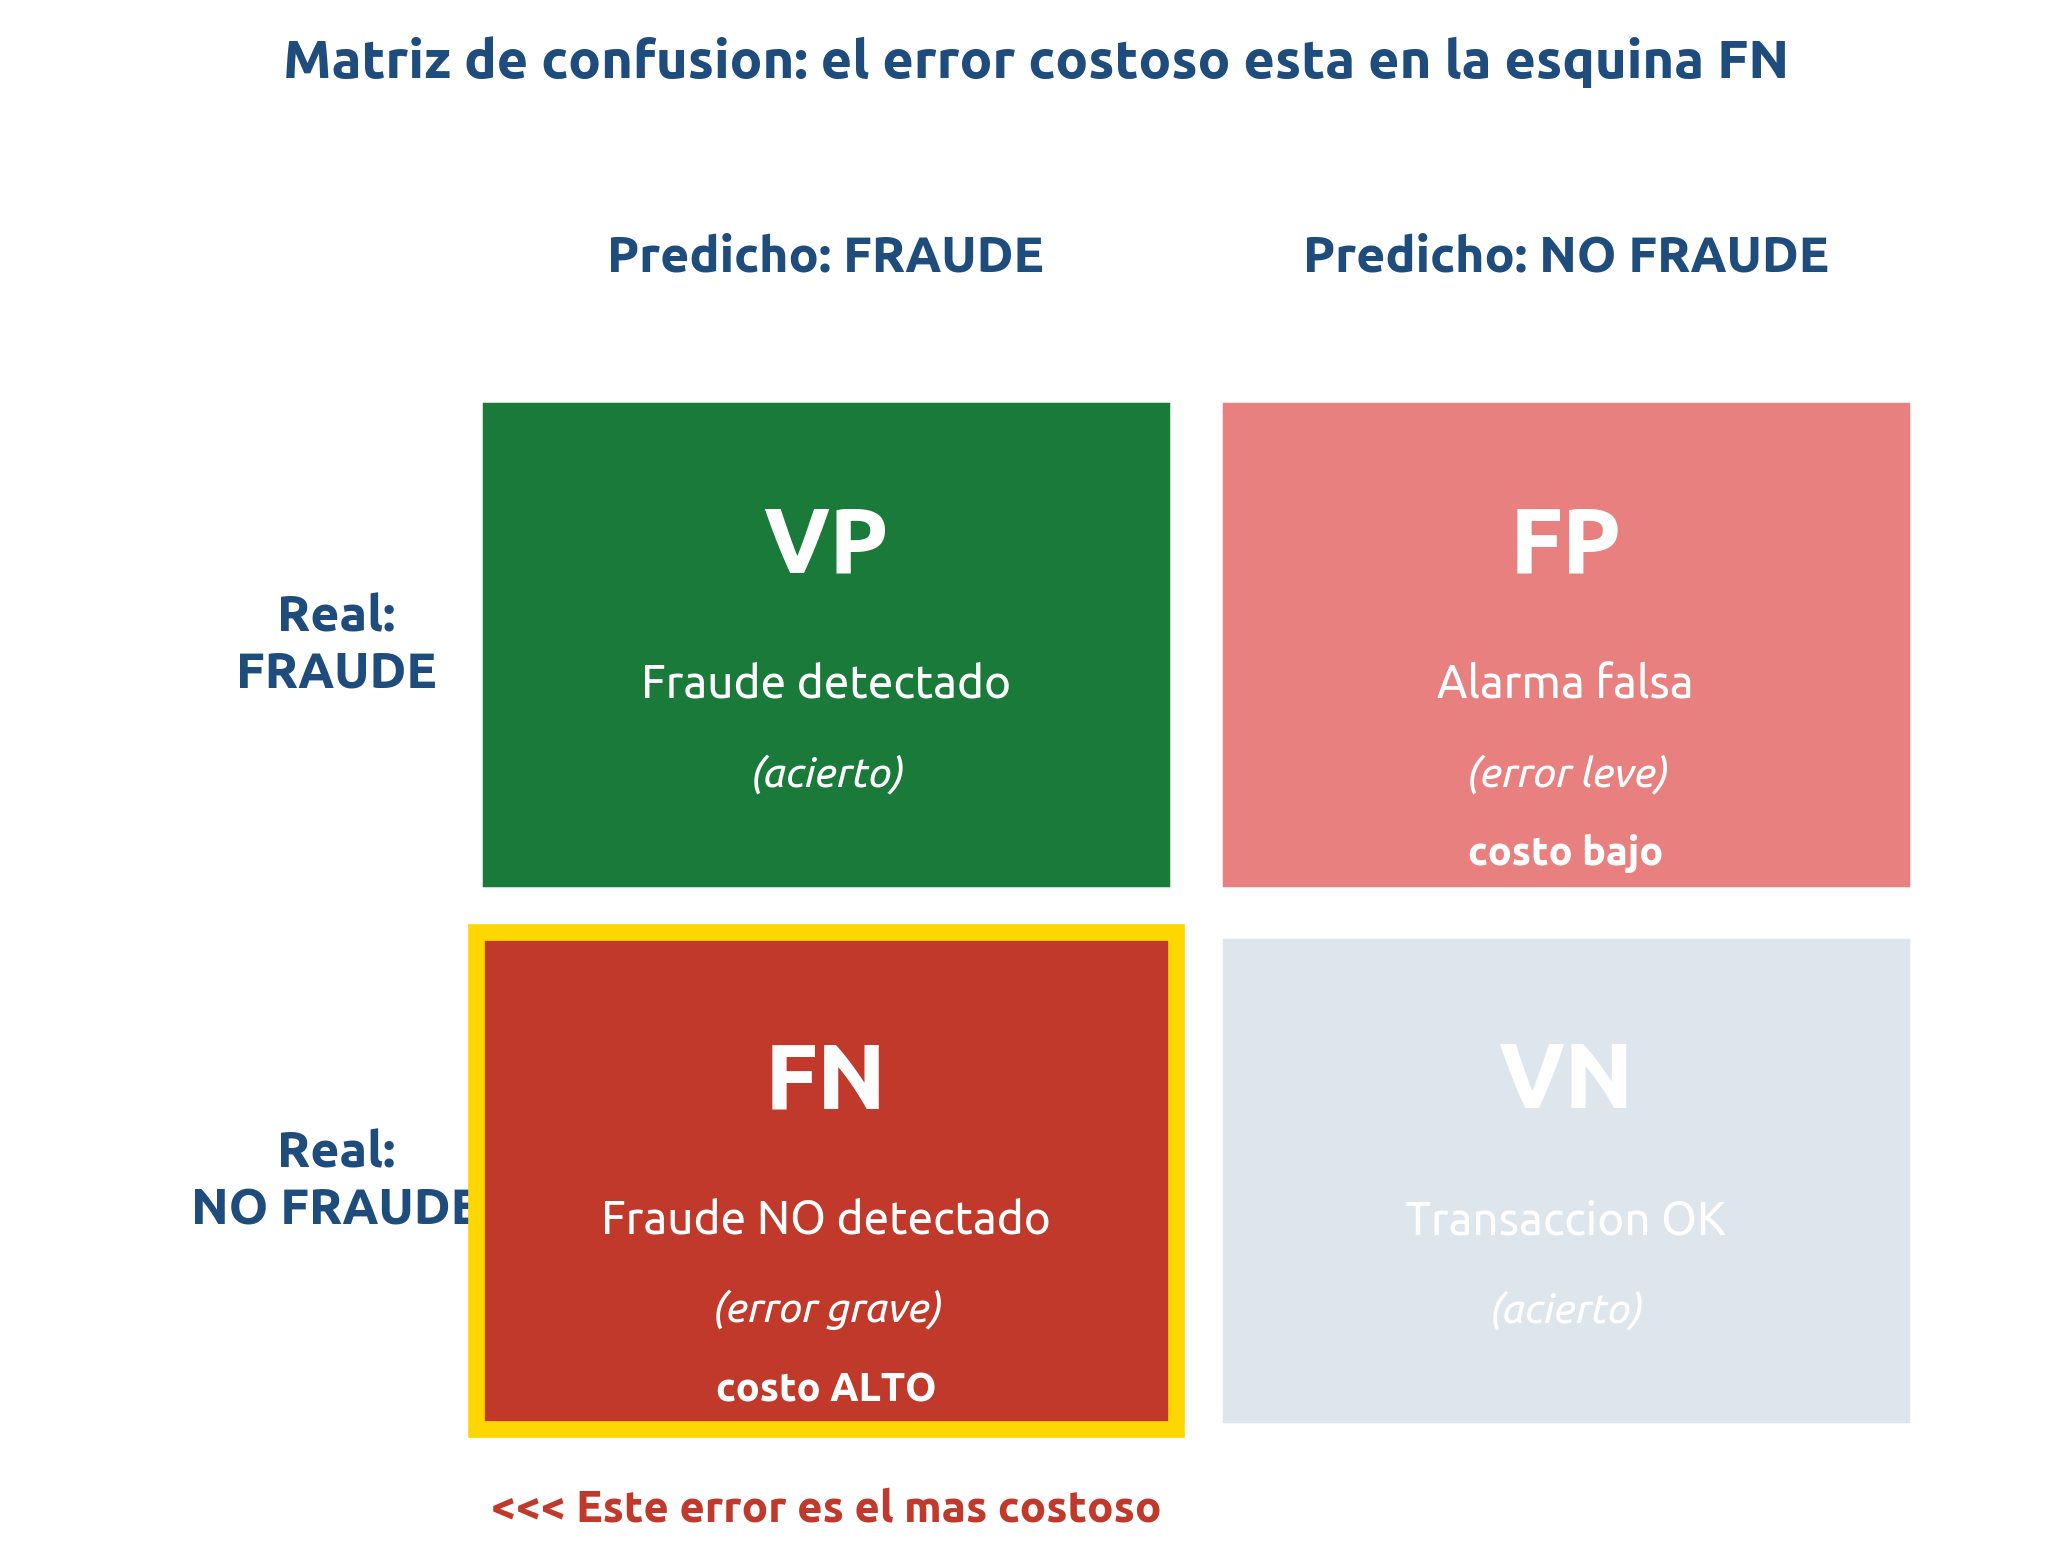 Matriz de confusion: el error costoso esta en la esquina FN
Predicho: FRAUDE
Predicho: NO FRAUDE
Real:
FRAUDE
VP
Fraude detectado
(acierto)
FP
Alarma falsa
(error leve)
costo bajo
Real:
NO FRAUDE
FN
Fraude NO detectado
(error grave)
costo ALTO
VN
Transaccion OK
(acierto)
<<< Este error es el mas costoso